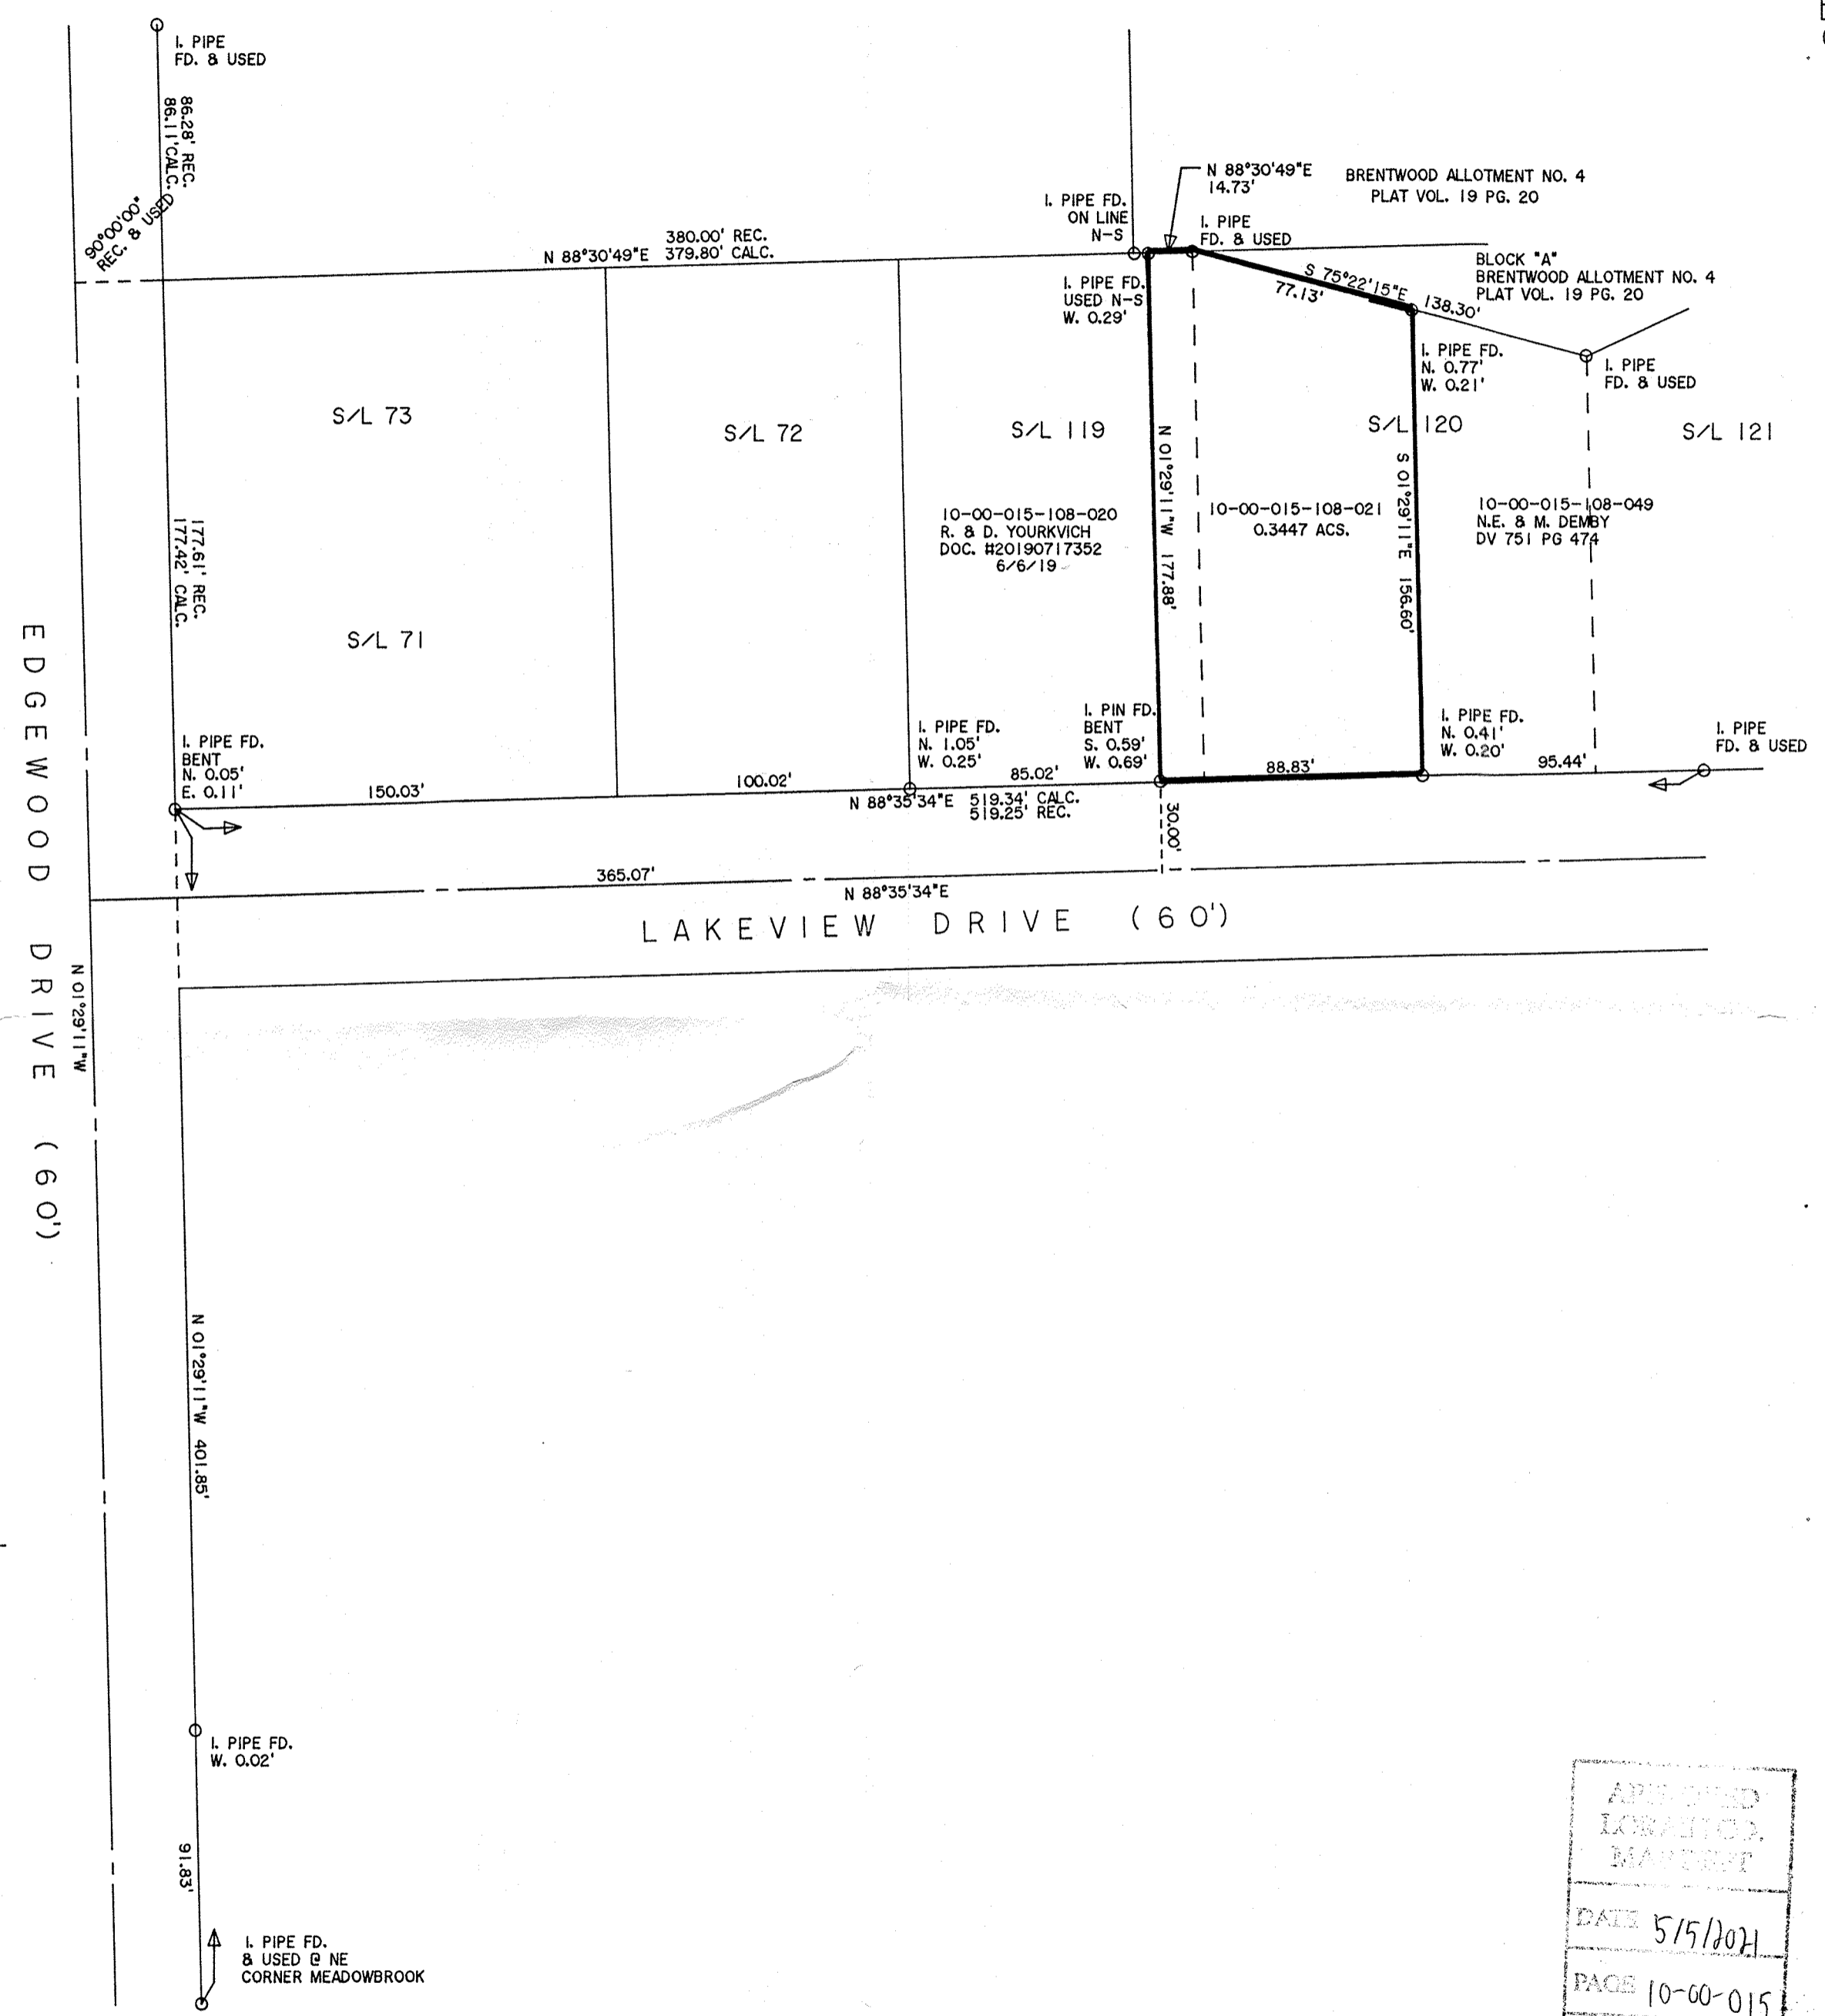 I. PIPE
FD. & USED
86.28' REC.
86.11' CALC.
90°00'00"
REC. & USED
N 88°30'49"E
14.73'
BRENTWOOD ALLOTMENT NO. 4
PLAT VOL. 19 PG. 20
I. PIPE FD.
ON LINE
N-S
I. PIPE
FD. & USED
380.00' REC.
N 88°30'49"E 379.80' CALC.
BLOCK "A"
BRENTWOOD ALLOTMENT NO. 4
PLAT VOL. 19 PG. 20
S 75°22'15"E
77.13'
138.30'
I. PIPE FD.
USED N-S
W. 0.29'
I. PIPE FD.
N. 0.77'
W. 0.21'
I. PIPE
FD. & USED
S/L 73
S/L 72
S/L 119
S/L 120
S/L 121
N 01°29'11"W 177.88'
S 01°29'11"E 156.60'
10-00-015-108-020
R. & D. YOURKVICH
DOC. #20190717352
6/6/19
10-00-015-108-021
0.3447 ACS.
10-00-015-108-049
N.E. & M. DEMBY
DV 751 PG 474
177.61' REC.
177.42' CALC.
S/L 71
I. PIPE FD.
BENT
N. 0.05'
E. 0.11'
I. PIPE FD.
N. 1.05'
W. 0.25'
I. PIN FD.
BENT
S. 0.59'
W. 0.69'
I. PIPE FD.
N. 0.41'
W. 0.20'
I. PIPE
FD. & USED
150.03'
100.02'
85.02'
88.83'
95.44'
N 88°35'34"E 519.34' CALC.
519.25' REC.
30.00'
365.07'
N 88°35'34"E
LAKEVIEW DRIVE (60')
EDGEWOOD DRIVE (60')
N 01°29'11"W
N 01°29'11"W 401.85'
I. PIPE FD.
W. 0.02'
91.83'
I. PIPE FD.
& USED @ NE
CORNER MEADOWBROOK
DATE 5/5/2021
PAGE 10-00-015